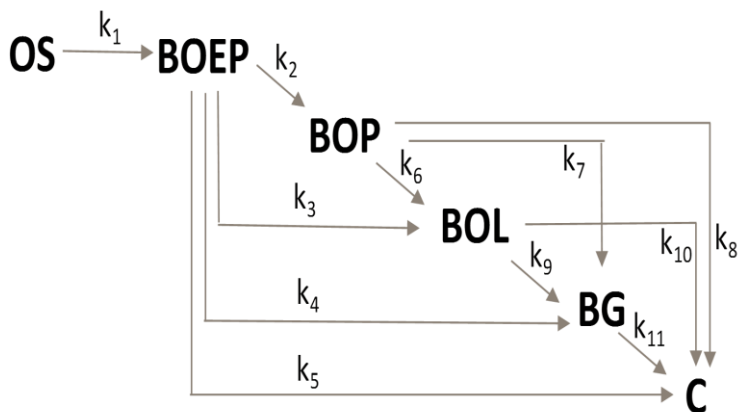 OS k₁ BOEP k₂
BOP
k₆ k₇
k₃ BOL k₁₀ k₈
k₉
k₄ BG k₁₁
k₅ C